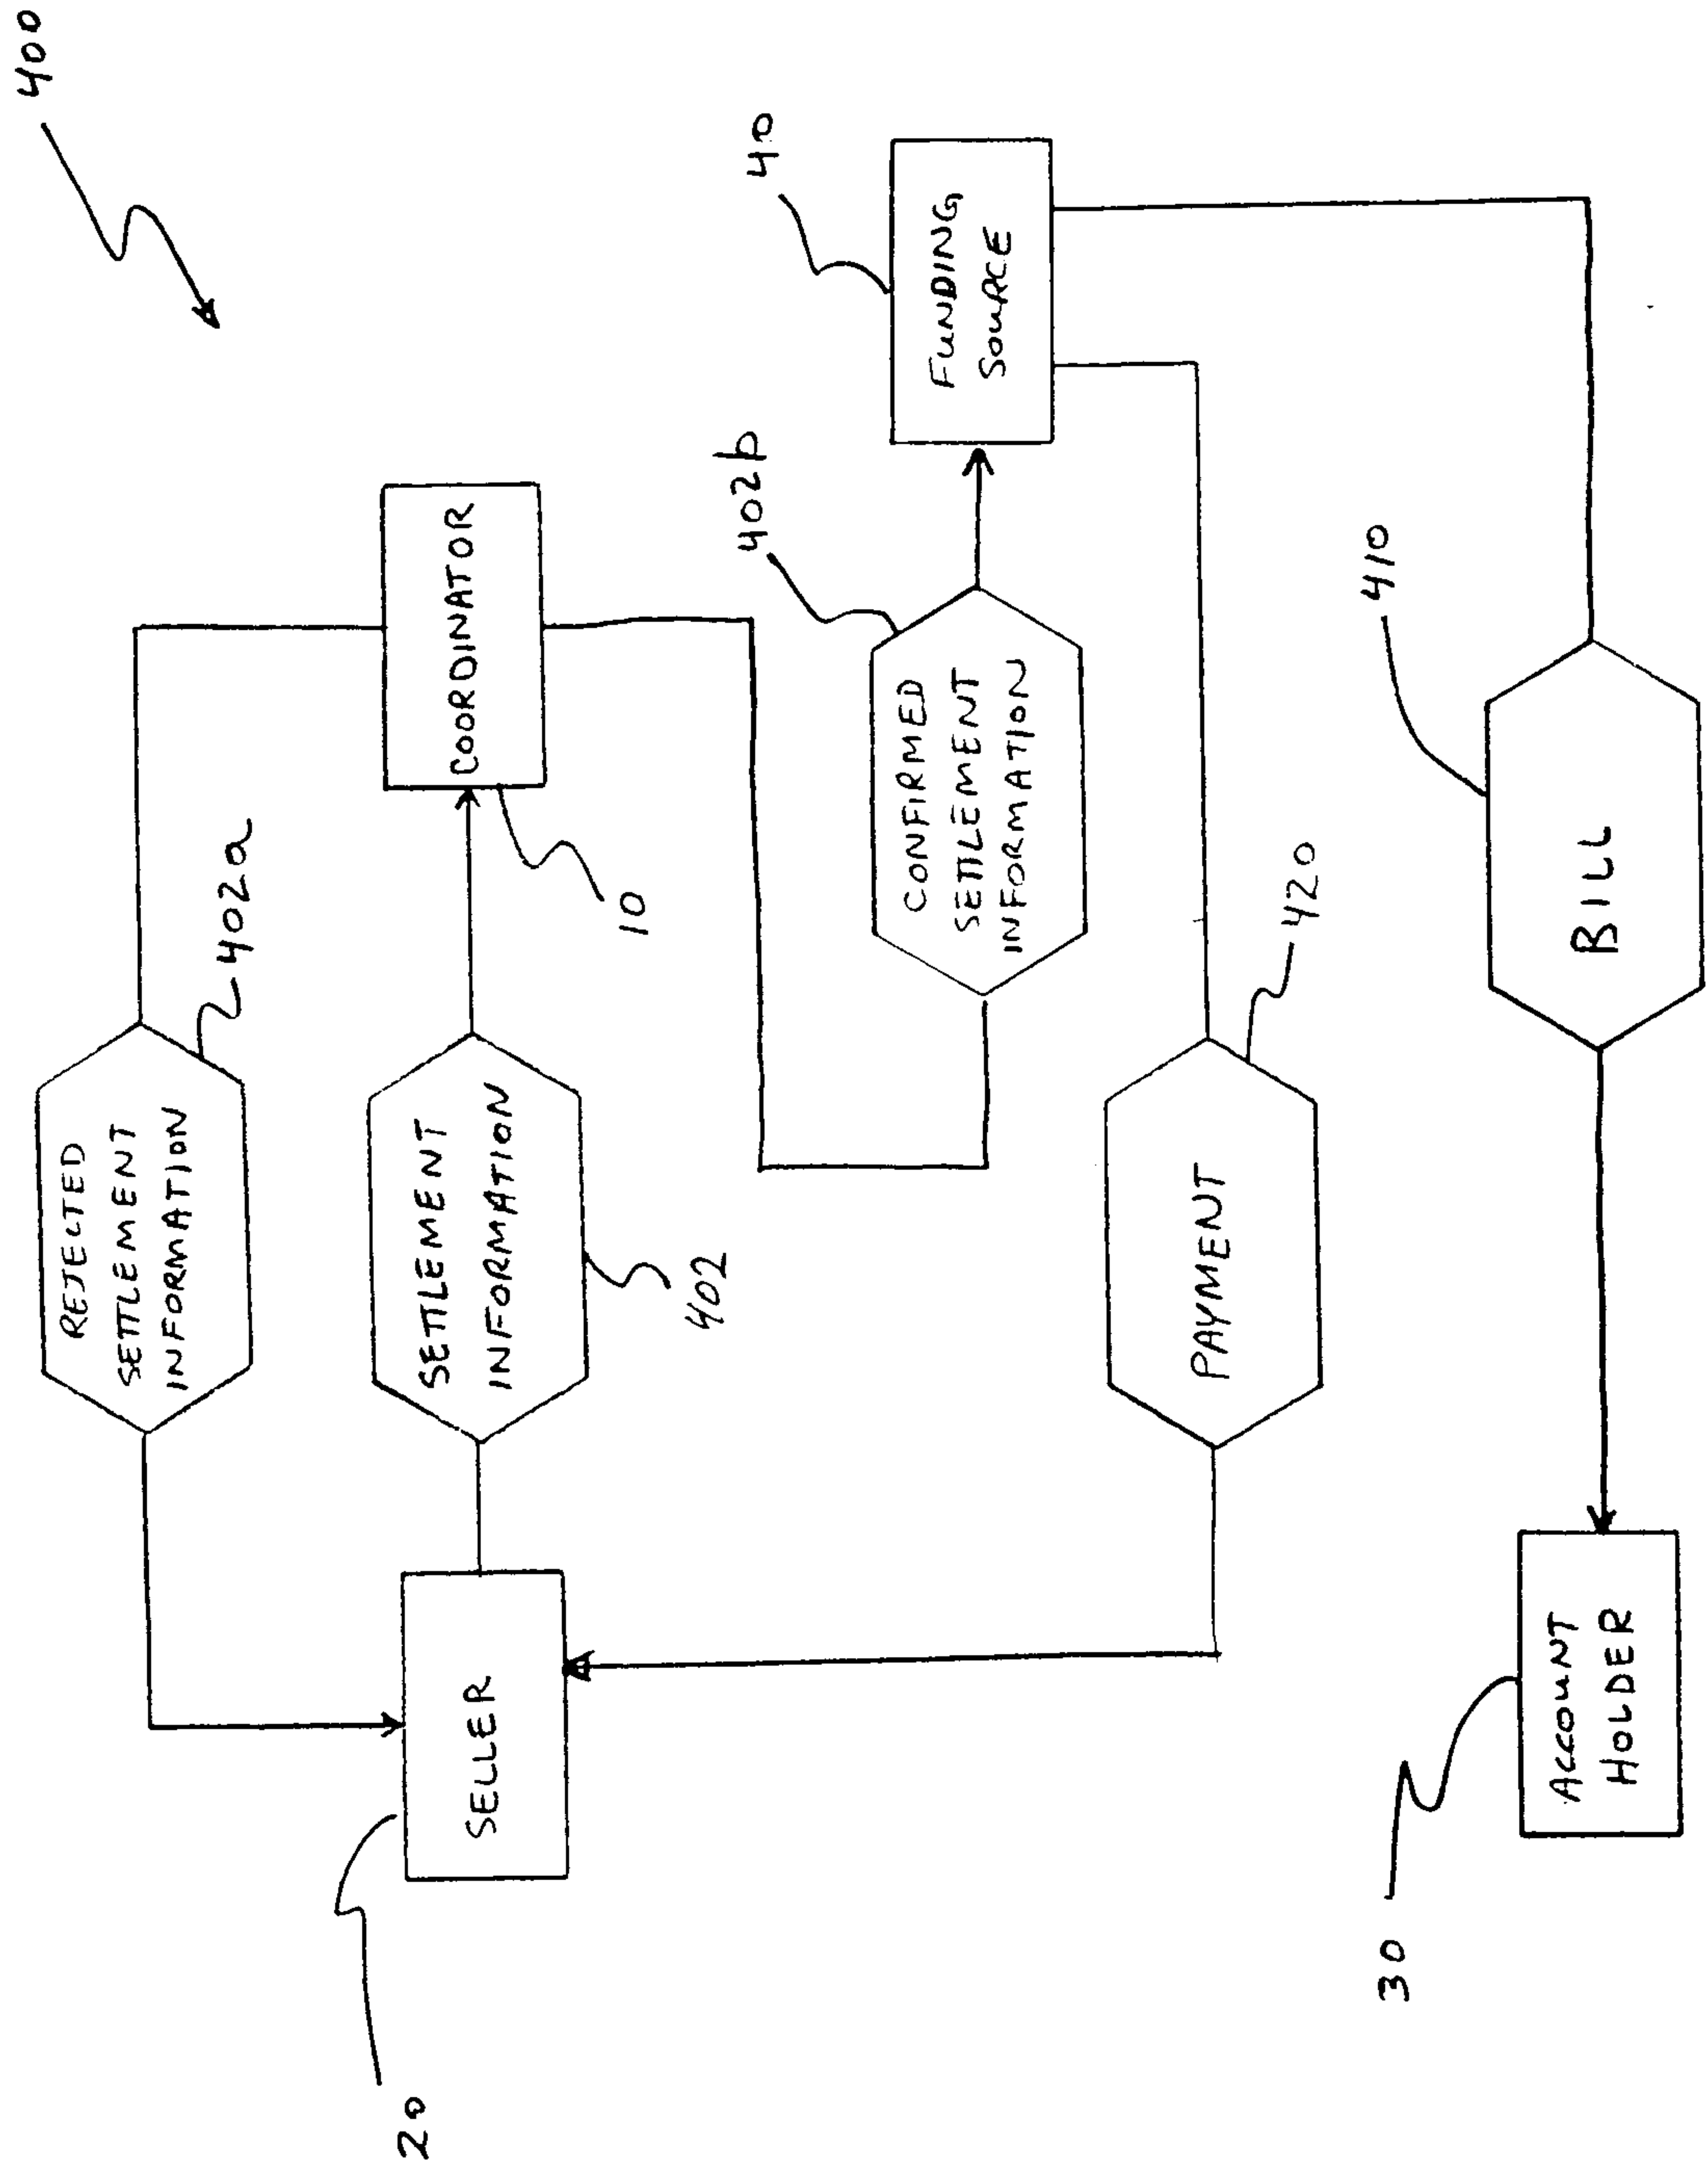 400
REJECTED
SETTLEMENT
INFORMATION
402a
SETTLEMENT
INFORMATION
402
COORDINATOR
10
SELLER
20
40
FUNDING
SOURCE
402b
CONFIRMED
SETTLEMENT
INFORMATION
PAYMENT
420
410
BILL
30
ACCOUNT
HOLDER